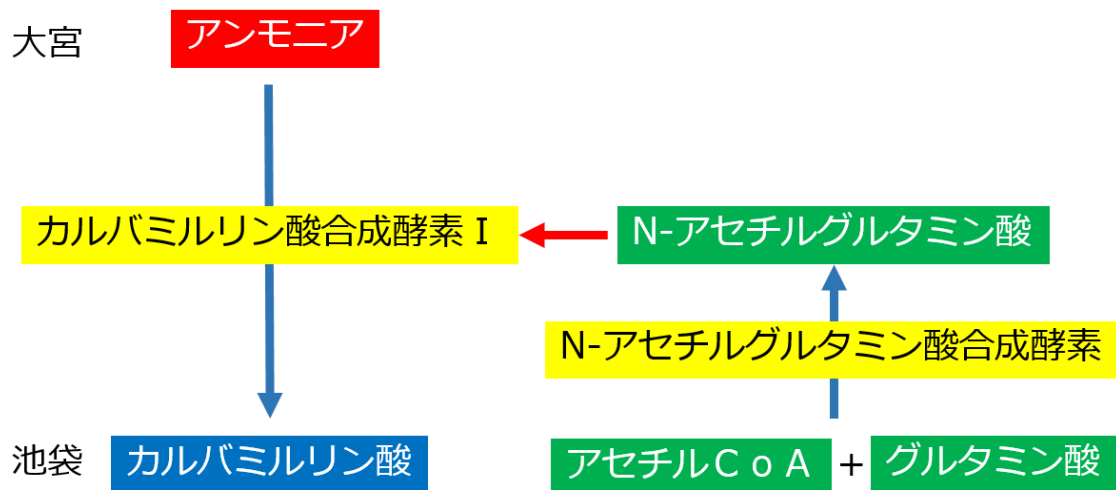 大宮 アンモニア
カルバミルリン酸合成酵素 I N-アセチルグルタミン酸
N-アセチルグルタミン酸合成酵素
池袋 カルバミルリン酸 アセチルCoA + グルタミン酸